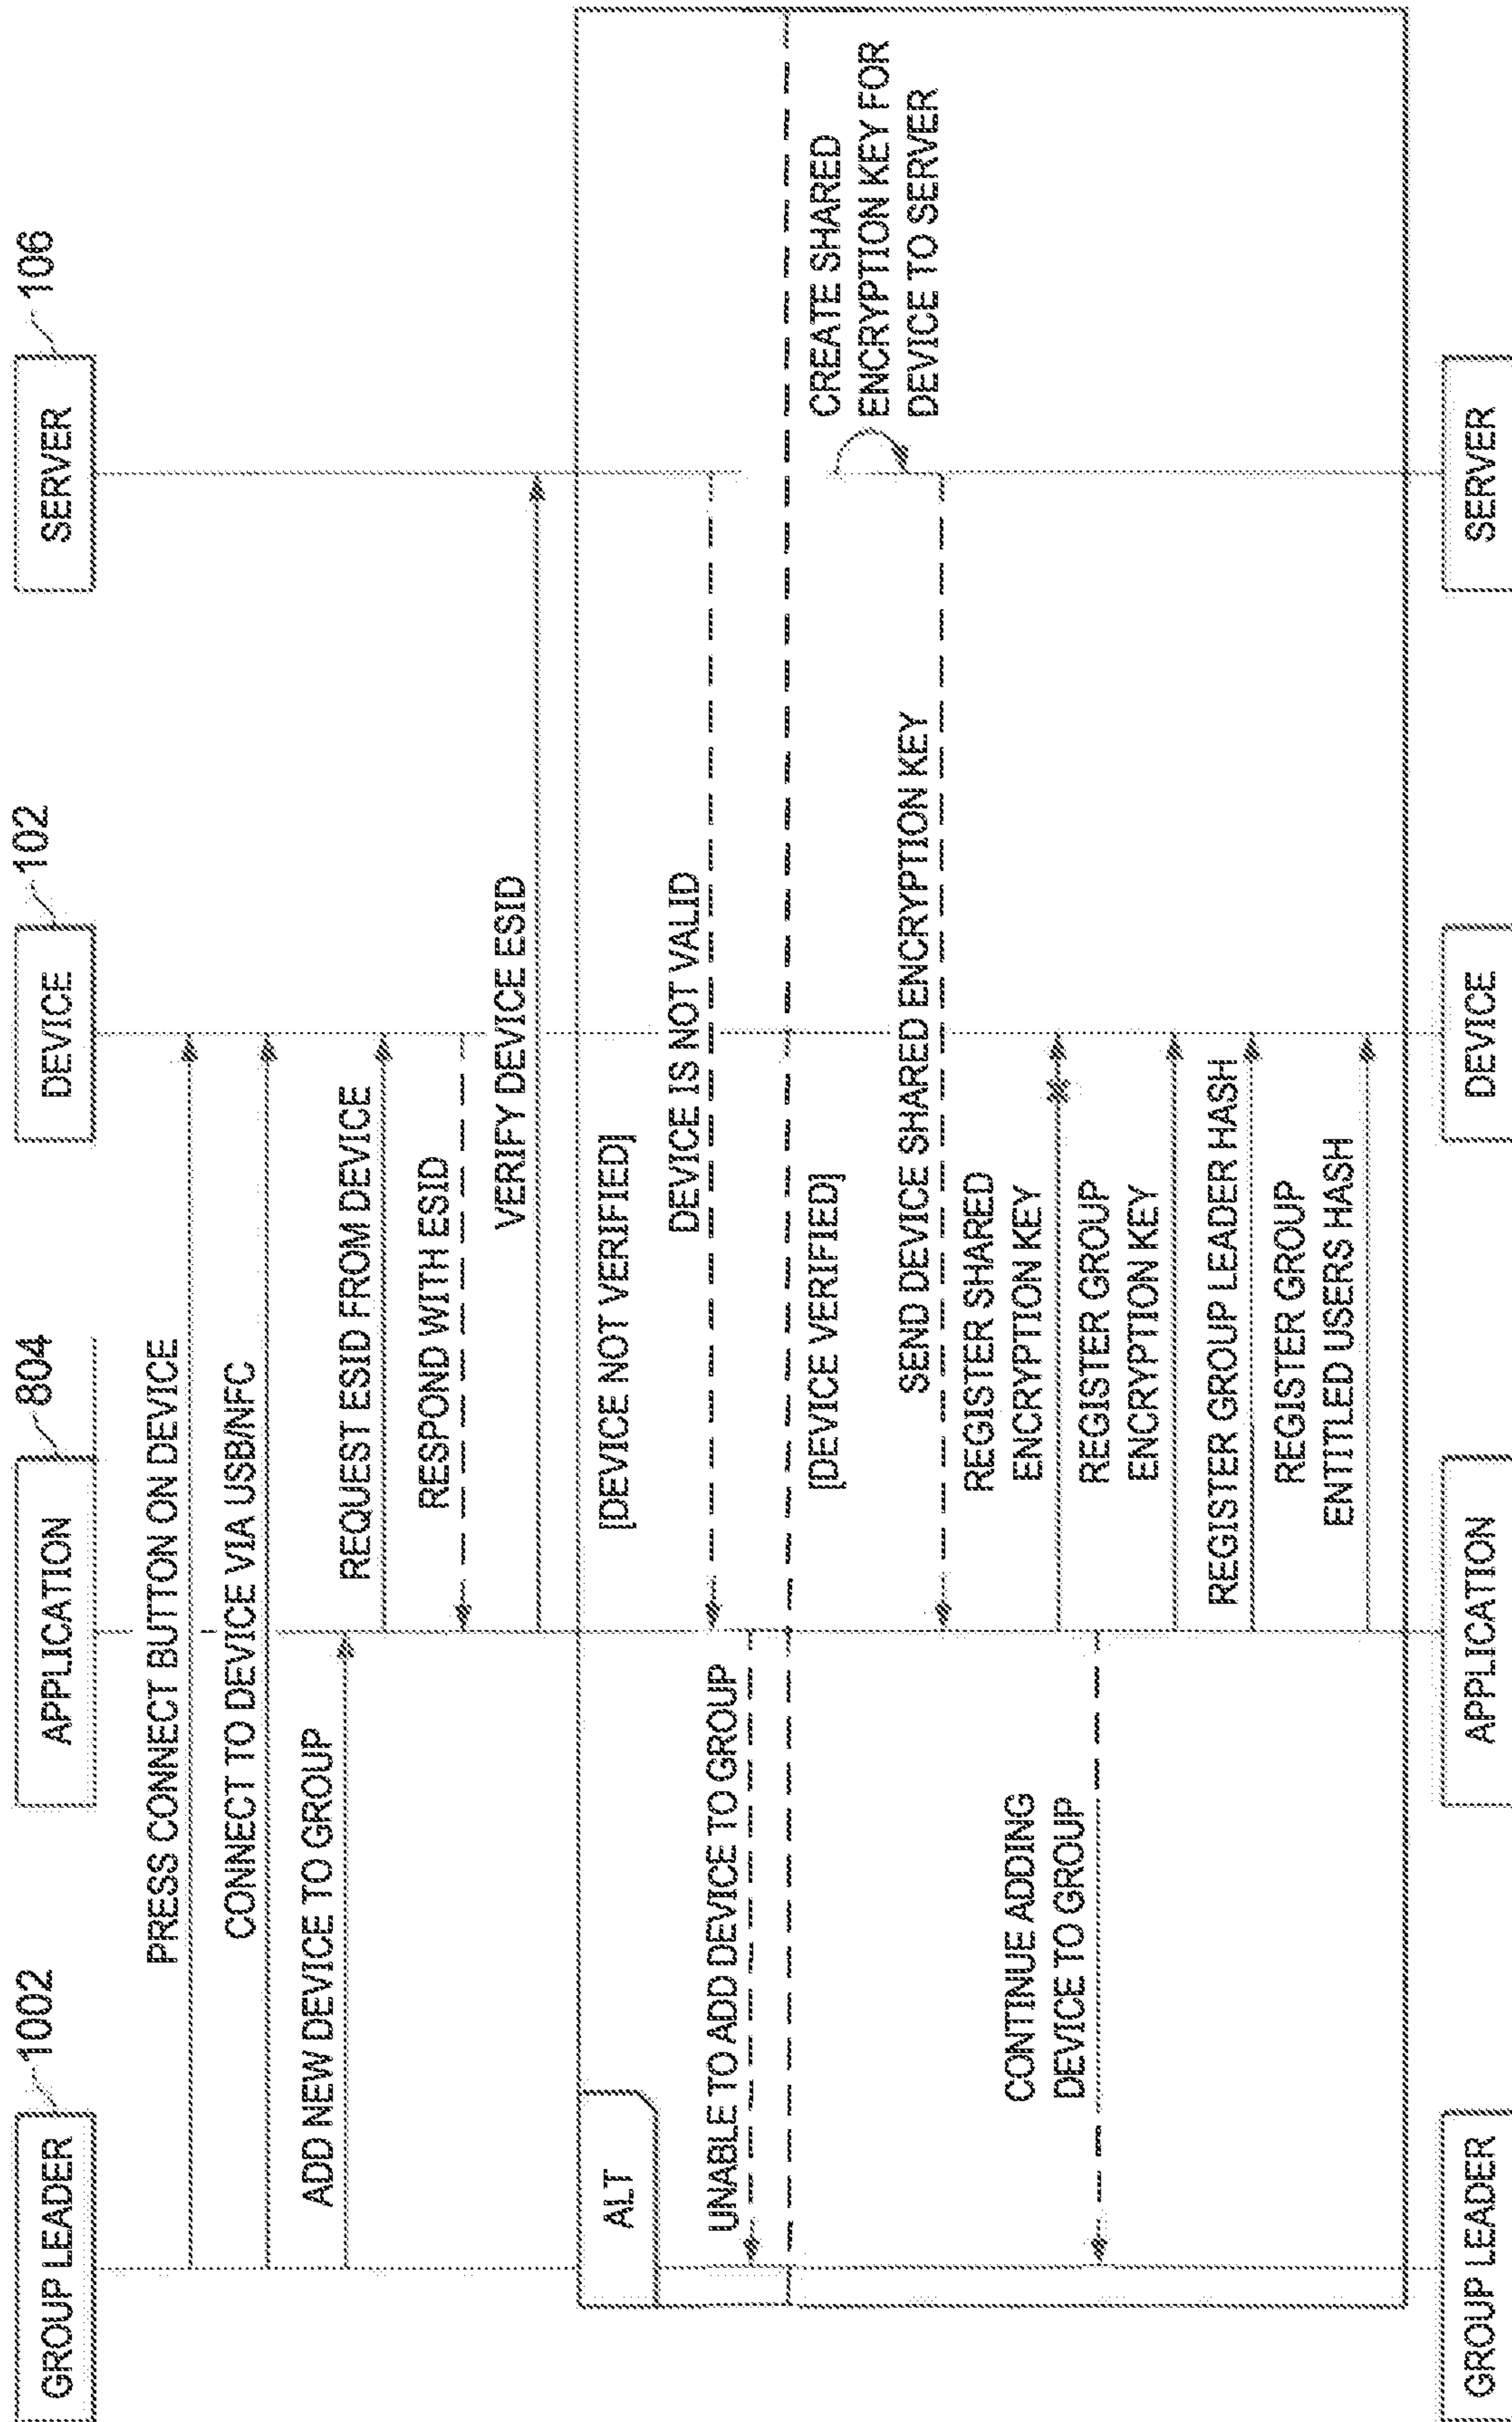 GROUP LEADER
1002
APPLICATION
804
DEVICE
102
SERVER
106
PRESS CONNECT BUTTON ON DEVICE
CONNECT TO DEVICE VIA USB/NFC
ADD NEW DEVICE TO GROUP
REQUEST ESID FROM DEVICE
RESPOND WITH ESID
VERIFY DEVICE ESID
ALT
[DEVICE NOT VERIFIED]
DEVICE IS NOT VALID
UNABLE TO ADD DEVICE TO GROUP
[DEVICE VERIFIED]
CREATE SHARED
ENCRYPTION KEY FOR
DEVICE TO SERVER
SEND DEVICE SHARED ENCRYPTION KEY
REGISTER SHARED
ENCRYPTION KEY
CONTINUE ADDING
DEVICE TO GROUP
REGISTER GROUP
ENCRYPTION KEY
REGISTER GROUP LEADER HASH
REGISTER GROUP
ENTITLED USERS HASH
GROUP LEADER
APPLICATION
DEVICE
SERVER